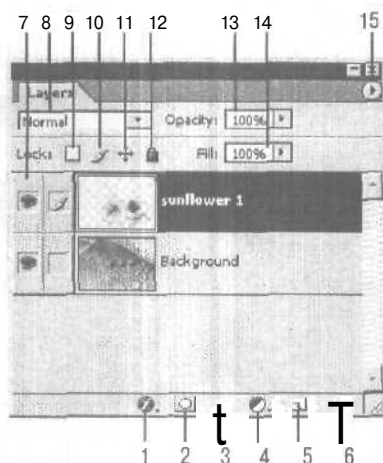 7 8 9 10 11 12 13 14 15
Layers
Normal Opacity: 100%
Lock: Fill: 100%
sunflower 1
Background
1 2 3 4 5 6